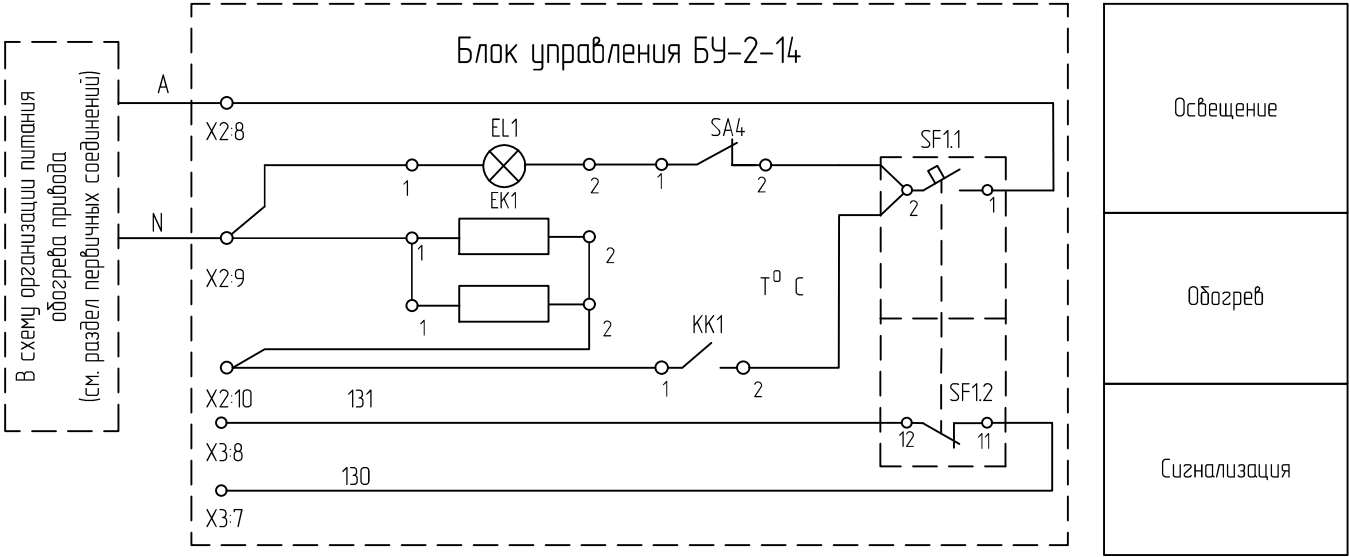 Блок управления БУ-2-14
В схему организации питания
обогрева привода
(см. раздел первичных соединений)
A
X2:8
EL1
SA4
SF1.1
1
2
1
2
2
1
EK1
N
X2:9
1
2
1
2
T⁰ C
KK1
1
2
X2:10
131
SF1.2
12
11
X3:8
130
X3:7
Освещение
Обогрев
Сигнализация